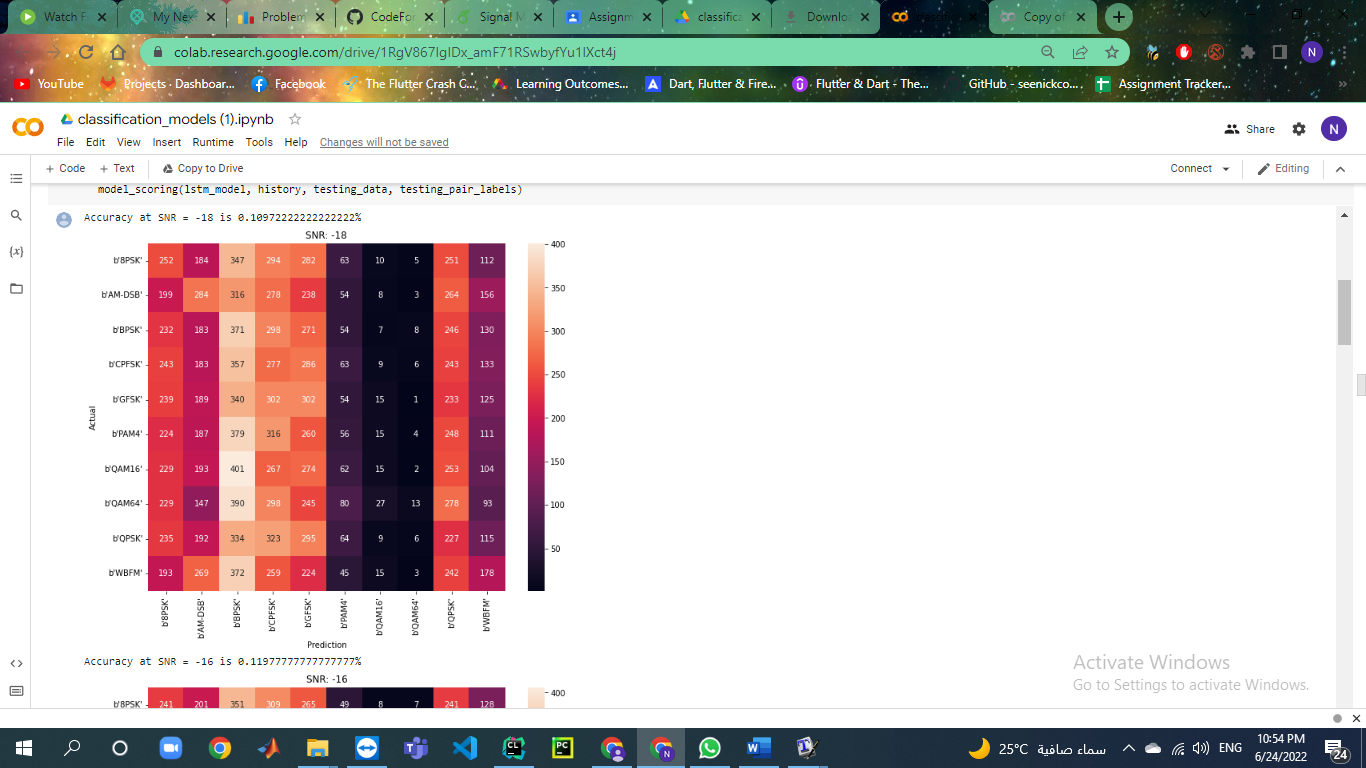 Watch F
My Nex
Problem
CodeFor
Signal M
Assignm
classifica
Downloa
Copy of
colab.research.google.com/drive/1RgV867IgIDx_amF71RSwbyfYu1IXct4j
N
YouTube
Projects · Dashboar...
Facebook
The Flutter Crash C...
Learning Outcomes...
Dart, Flutter & Fire...
Flutter & Dart - The...
GitHub - seenickco...
Assignment Tracker...
»
classification_models (1).ipynb
File Edit View Insert Runtime Tools Help Changes will not be saved
Share
N
+ Code + Text Copy to Drive
Connect
Editing
model_scoring(lstm_model, history, testing_data, testing_pair_labels)
Accuracy at SNR = -18 is 0.10972222222222222%
SNR: -18
b'8PSK' 252 184 347 294 282 63 10 5 251 112
b'AM-DSB' 199 284 316 278 238 54 8 3 264 156
b'BPSK' 232 183 371 298 271 54 7 8 246 130
b'CPFSK' 243 183 357 277 286 63 9 6 243 133
b'GFSK' 239 189 340 302 302 54 15 1 233 125
b'PAM4' 224 187 379 316 260 56 15 4 248 111
b'QAM16' 229 193 401 267 274 62 15 2 253 104
b'QAM64' 229 147 390 298 245 80 27 13 278 93
b'QPSK' 235 192 334 323 295 64 9 6 227 115
b'WBFM' 193 269 372 259 224 45 15 3 242 178
Actual
b'8PSK' b'AM-DSB' b'BPSK' b'CPFSK' b'GFSK' b'PAM4' b'QAM16' b'QAM64' b'QPSK' b'WBFM'
Prediction
400
350
300
250
200
150
100
50
Accuracy at SNR = -16 is 0.11977777777777777%
SNR: -16
b'8PSK' 241 201 351 309 265 49 8 7 241 128
400
Activate Windows
Go to Settings to activate Windows.
25°C سماء صافية
ENG
10:54 PM
6/24/2022
24